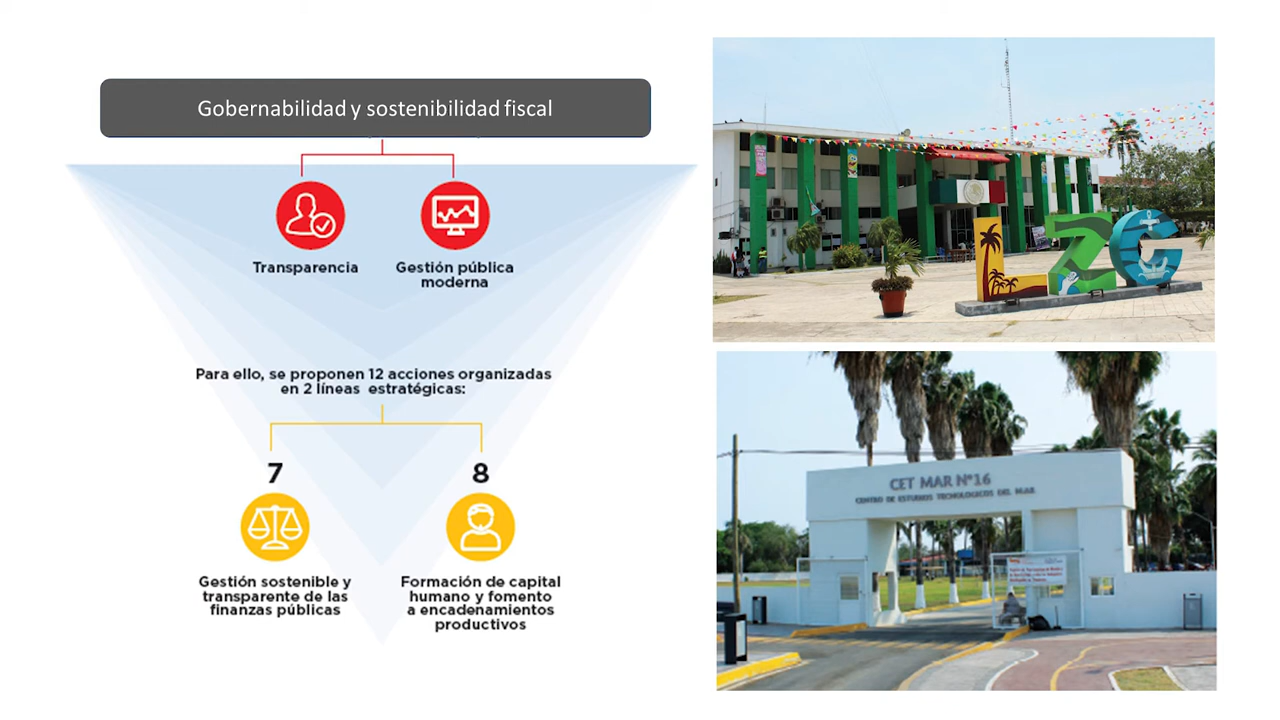 Gobernabilidad y sostenibilidad fiscal
Transparencia
Gestión pública
moderna
Para ello, se proponen 12 acciones organizadas
en 2 líneas estratégicas:
7
8
Gestión sostenible y
transparente de las
finanzas públicas
Formación de capital
humano y fomento
a encadenamientos
productivos
LZC
CET MAR N°16
CENTRO DE ESTUDIOS TECNOLOGICOS DEL MAR